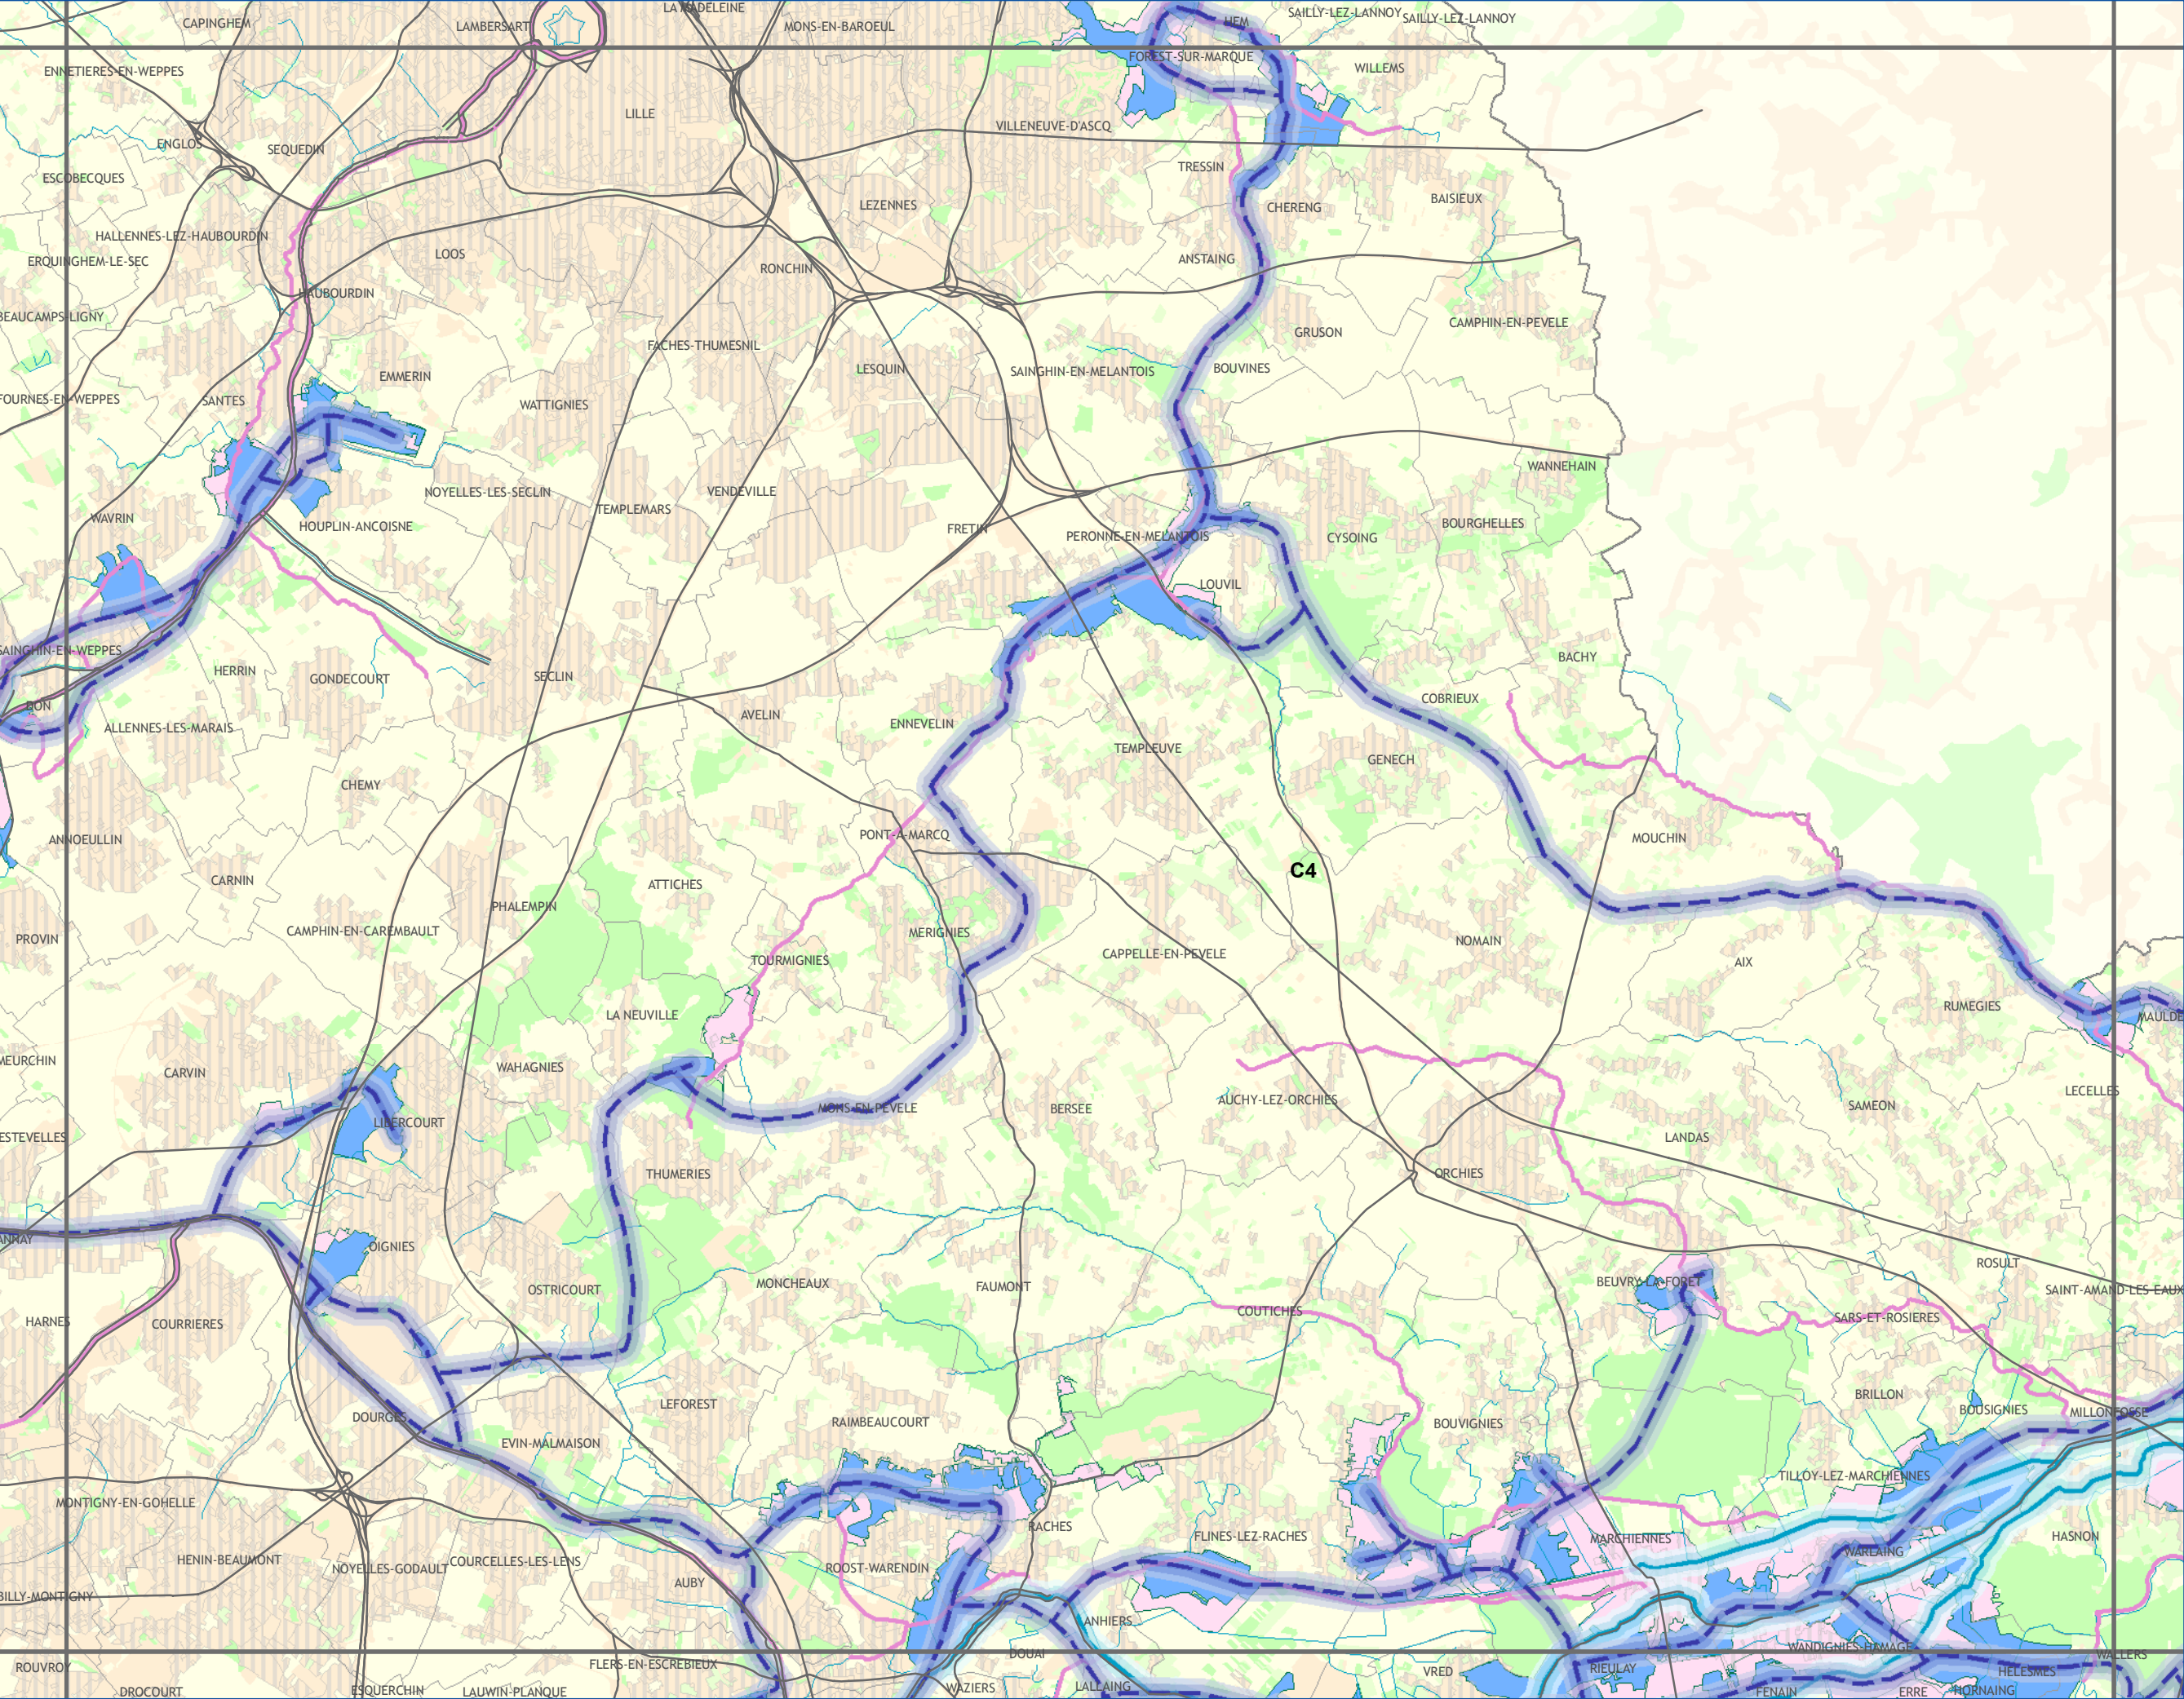 LA MADELEINE
CAPINGHEM
LAMBERSART
MONS-EN-BAROEUL
HEM
SAILLY-LEZ-LANNOY
SAILLY-LEZ-LANNOY
ENNETIERES-EN-WEPPES
FOREST-SUR-MARQUE
WILLEMS
LILLE
VILLENEUVE-D'ASCQ
ENGLOS
SEQUEDIN
TRESSIN
ESCOBECQUES
BAISIEUX
LEZENNES
CHERENG
HALLENNES-LEZ-HAUBOURDIN
LOOS
ANSTAING
ERQUINGHEM-LE-SEC
RONCHIN
HAUBOURDIN
BEAUCAMPS-LIGNY
CAMPHIN-EN-PEVELE
GRUSON
FACHES-THUMESNIL
LESQUIN
SAINGHIN-EN-MELANTOIS
BOUVINES
EMMERIN
FOURNES-EN-WEPPES
SANTES
WATTIGNIES
WANNEHAIN
NOYELLES-LES-SECLIN
VENDEVILLE
TEMPLEMARS
WAVRIN
HOUPLIN-ANCOISNE
FRETIN
BOURGHELLES
PERONNE-EN-MELANTOIS
CYSOING
LOUVIL
SAINGHIN-EN-WEPPES
BACHY
HERRIN
GONDECOURT
SECLIN
COBRIEUX
DON
AVELIN
ENNEVELIN
ALLENNES-LES-MARAIS
TEMPLEUVE
GENECH
CHEMY
PONT-A-MARCQ
MOUCHIN
ANNOEULLIN
C4
CARNIN
ATTICHES
PHALEMPIN
CAMPHIN-EN-CAREMBAULT
MERIGNIES
PROVIN
NOMAIN
CAPPELLE-EN-PEVELE
TOURMIGNIES
AIX
RUMEGIES
LA NEUVILLE
MAULDE
MEURCHIN
WAHAGNIES
CARVIN
LECELLES
AUCHY-LEZ-ORCHIES
SAMEON
MONS-EN-PEVELE
BERSEE
LIBERCOURT
ESTEVELLES
LANDAS
THUMERIES
ORCHIES
ANNAY
OIGNIES
ROSULT
BEUVRY-LA-FORET
MONCHEAUX
FAUMONT
OSTRICOURT
SAINT-AMAND-LES-EAUX
COUTICHES
SARS-ET-ROSIERES
HARNES
COURRIERES
BRILLON
LEFOREST
BOUSIGNIES
MILLONFOSSE
DOURGES
RAIMBEAUCOURT
BOUVIGNIES
EVIN-MALMAISON
TILLOY-LEZ-MARCHIENNES
MONTIGNY-EN-GOHELLE
RACHES
FLINES-LEZ-RACHES
MARCHIENNES
HASNON
WARLAING
HENIN-BEAUMONT
COURCELLES-LES-LENS
NOYELLES-GODAULT
ROOST-WARENDIN
AUBY
BILLY-MONTIGNY
ANHIERS
WANDIGNIES-HAMAGE
DOUAI
WALLERS
FLERS-EN-ESCREBIEUX
ROUVROY
RIEULAY
VRED
HELESMES
LALLAING
WAZIERS
DROCOURT
ESQUERCHIN
LAUWIN-PLANQUE
FENAIN
ERRE
HORNAING